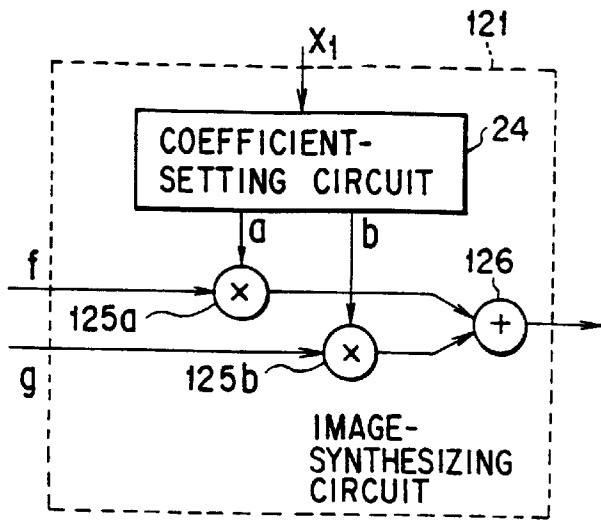 121
X1
COEFFICIENT-
SETTING CIRCUIT
24
a
b
f
126
×
125a
+
×
g
125b
IMAGE-
SYNTHESIZING
CIRCUIT